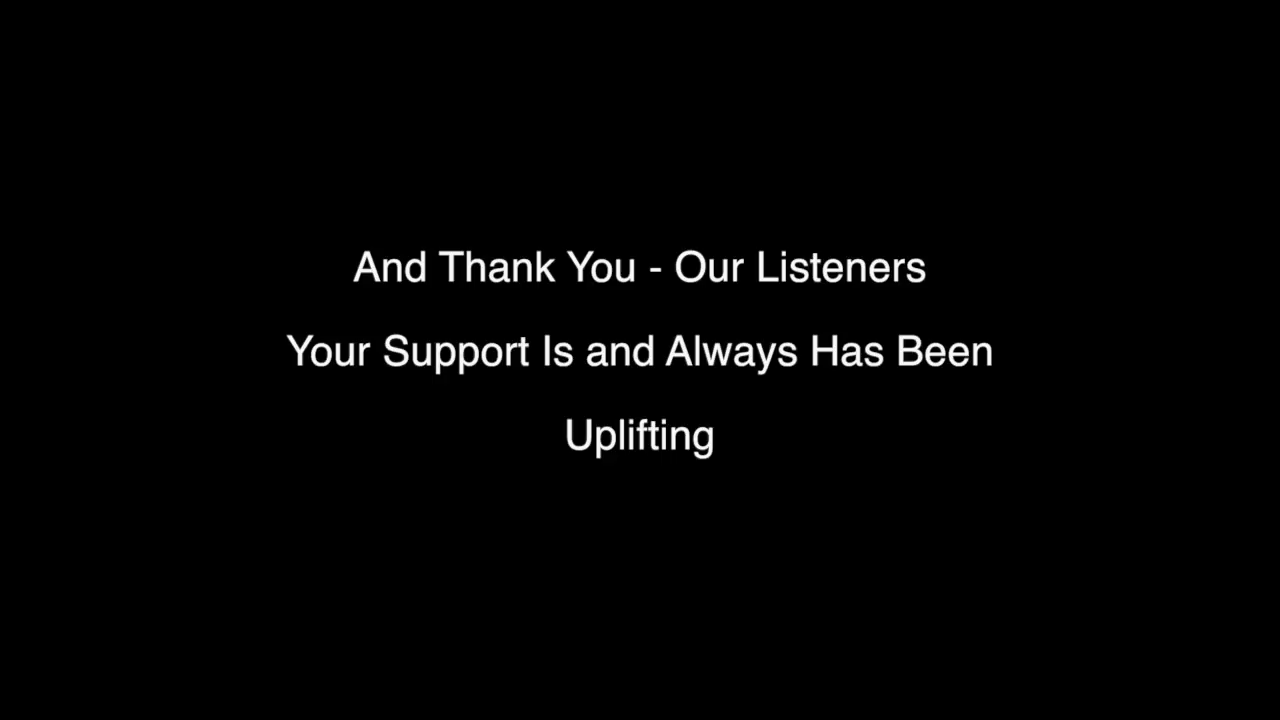 And Thank You - Our Listeners
Your Support Is and Always Has Been
Uplifting